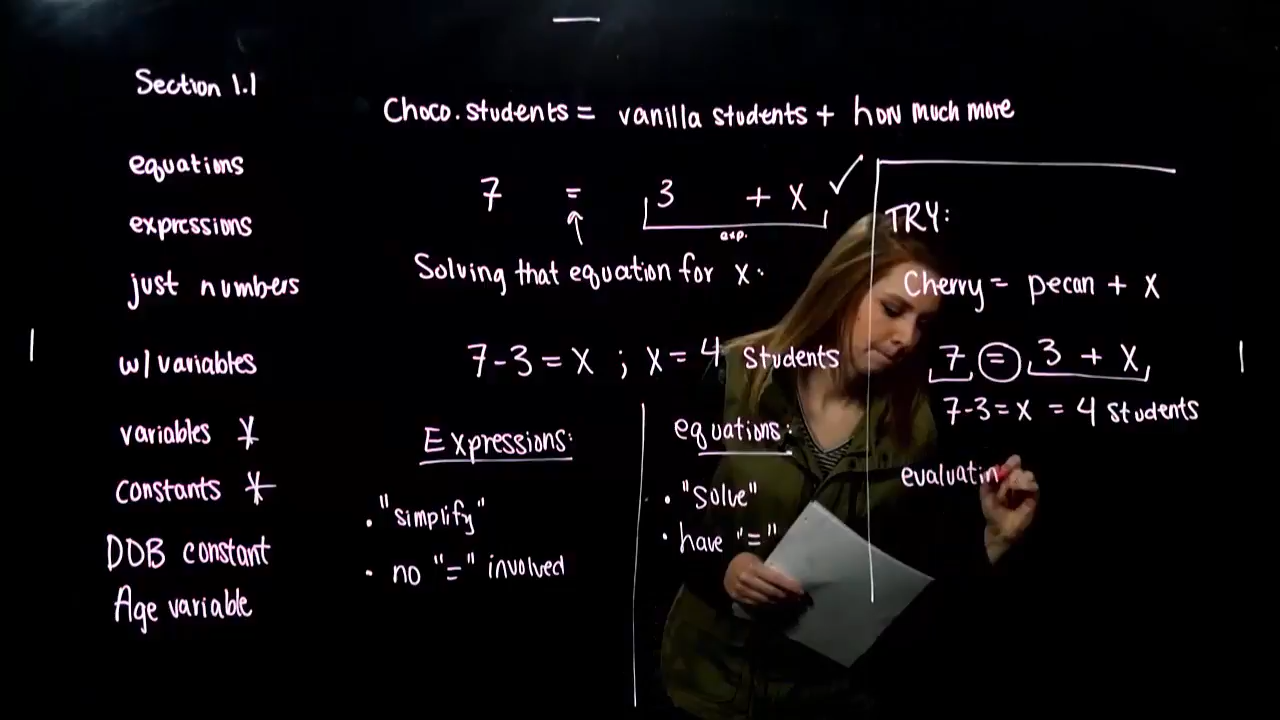 Section 1.1
equations
expressions
just numbers
w/ variables
variables *
constants *
DOB constant
Age variable
Choco. students = vanilla students + how much more
7 = 3 + x ✓
exp.
Solving that equation for x.
7-3 = x ; x = 4 students
Expressions:
• "simplify"
• no "=" involved
equations:
• "Solve"
• have "="
TRY:
Cherry = pecan + x
7 = 3 + x
7-3 = x = 4 students
evaluatin